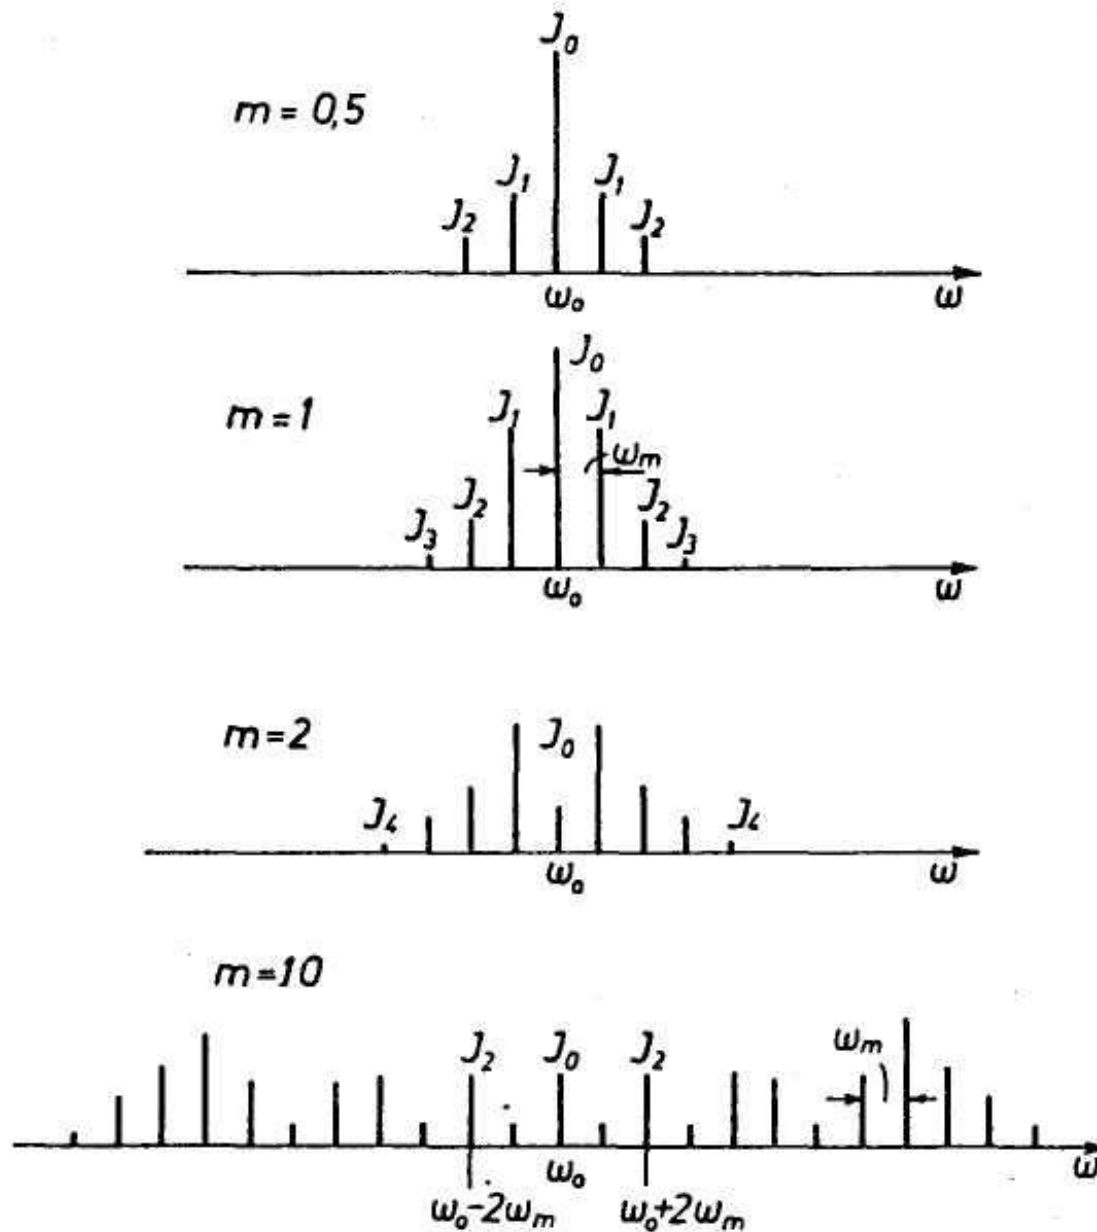 J₀
m = 0,5
J₁ J₁
J₂ J₂
ω₀ ω
J₀
m = 1
J₁ J₁
ωₘ
J₂ J₂
J₃ J₃
ω₀ ω
m = 2
J₀
J₄ J₄
ω₀ ω
m = 10
J₂ J₀ J₂
ωₘ
ω₀ ω
ω₀-2ωₘ ω₀+2ωₘ